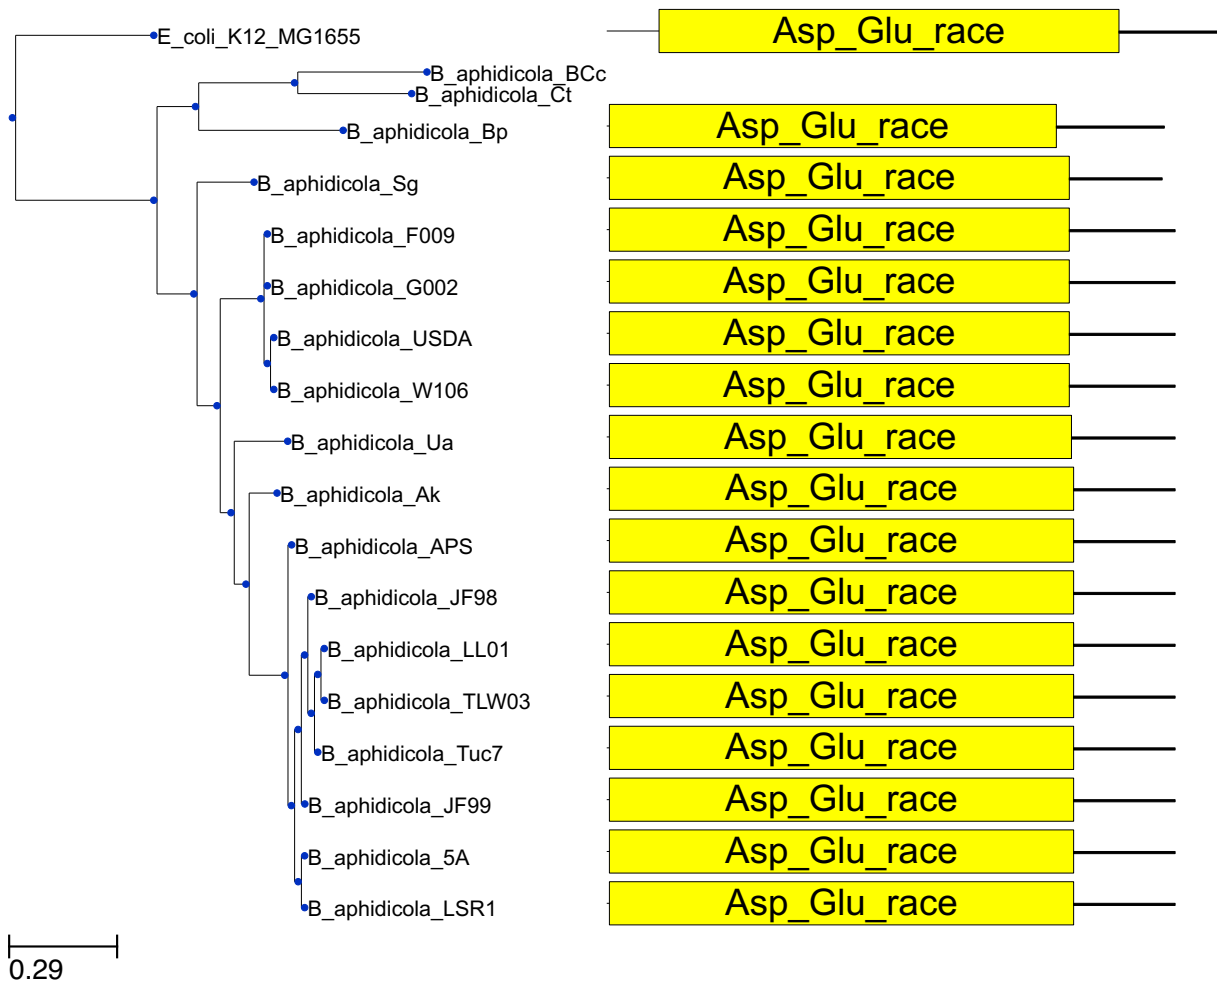 E_coli_K12_MG1655 Asp_Glu_race
B_aphidicola_BCc
B_aphidicola_Ct
B_aphidicola_Bp Asp_Glu_race
B_aphidicola_Sg Asp_Glu_race
B_aphidicola_F009 Asp_Glu_race
B_aphidicola_G002 Asp_Glu_race
B_aphidicola_USDA Asp_Glu_race
B_aphidicola_W106 Asp_Glu_race
B_aphidicola_Ua Asp_Glu_race
B_aphidicola_Ak Asp_Glu_race
B_aphidicola_APS Asp_Glu_race
B_aphidicola_JF98 Asp_Glu_race
B_aphidicola_LL01 Asp_Glu_race
B_aphidicola_TLW03 Asp_Glu_race
B_aphidicola_Tuc7 Asp_Glu_race
B_aphidicola_JF99 Asp_Glu_race
B_aphidicola_5A Asp_Glu_race
B_aphidicola_LSR1 Asp_Glu_race
0.29